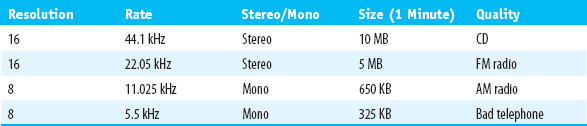 Resolution Rate Stereo/Mono Size (1 Minute) Quality
16 44.1 kHz Stereo 10 MB CD
16 22.05 kHz Stereo 5 MB FM radio
8 11.025 kHz Mono 650 KB AM radio
8 5.5 kHz Mono 325 KB Bad telephone